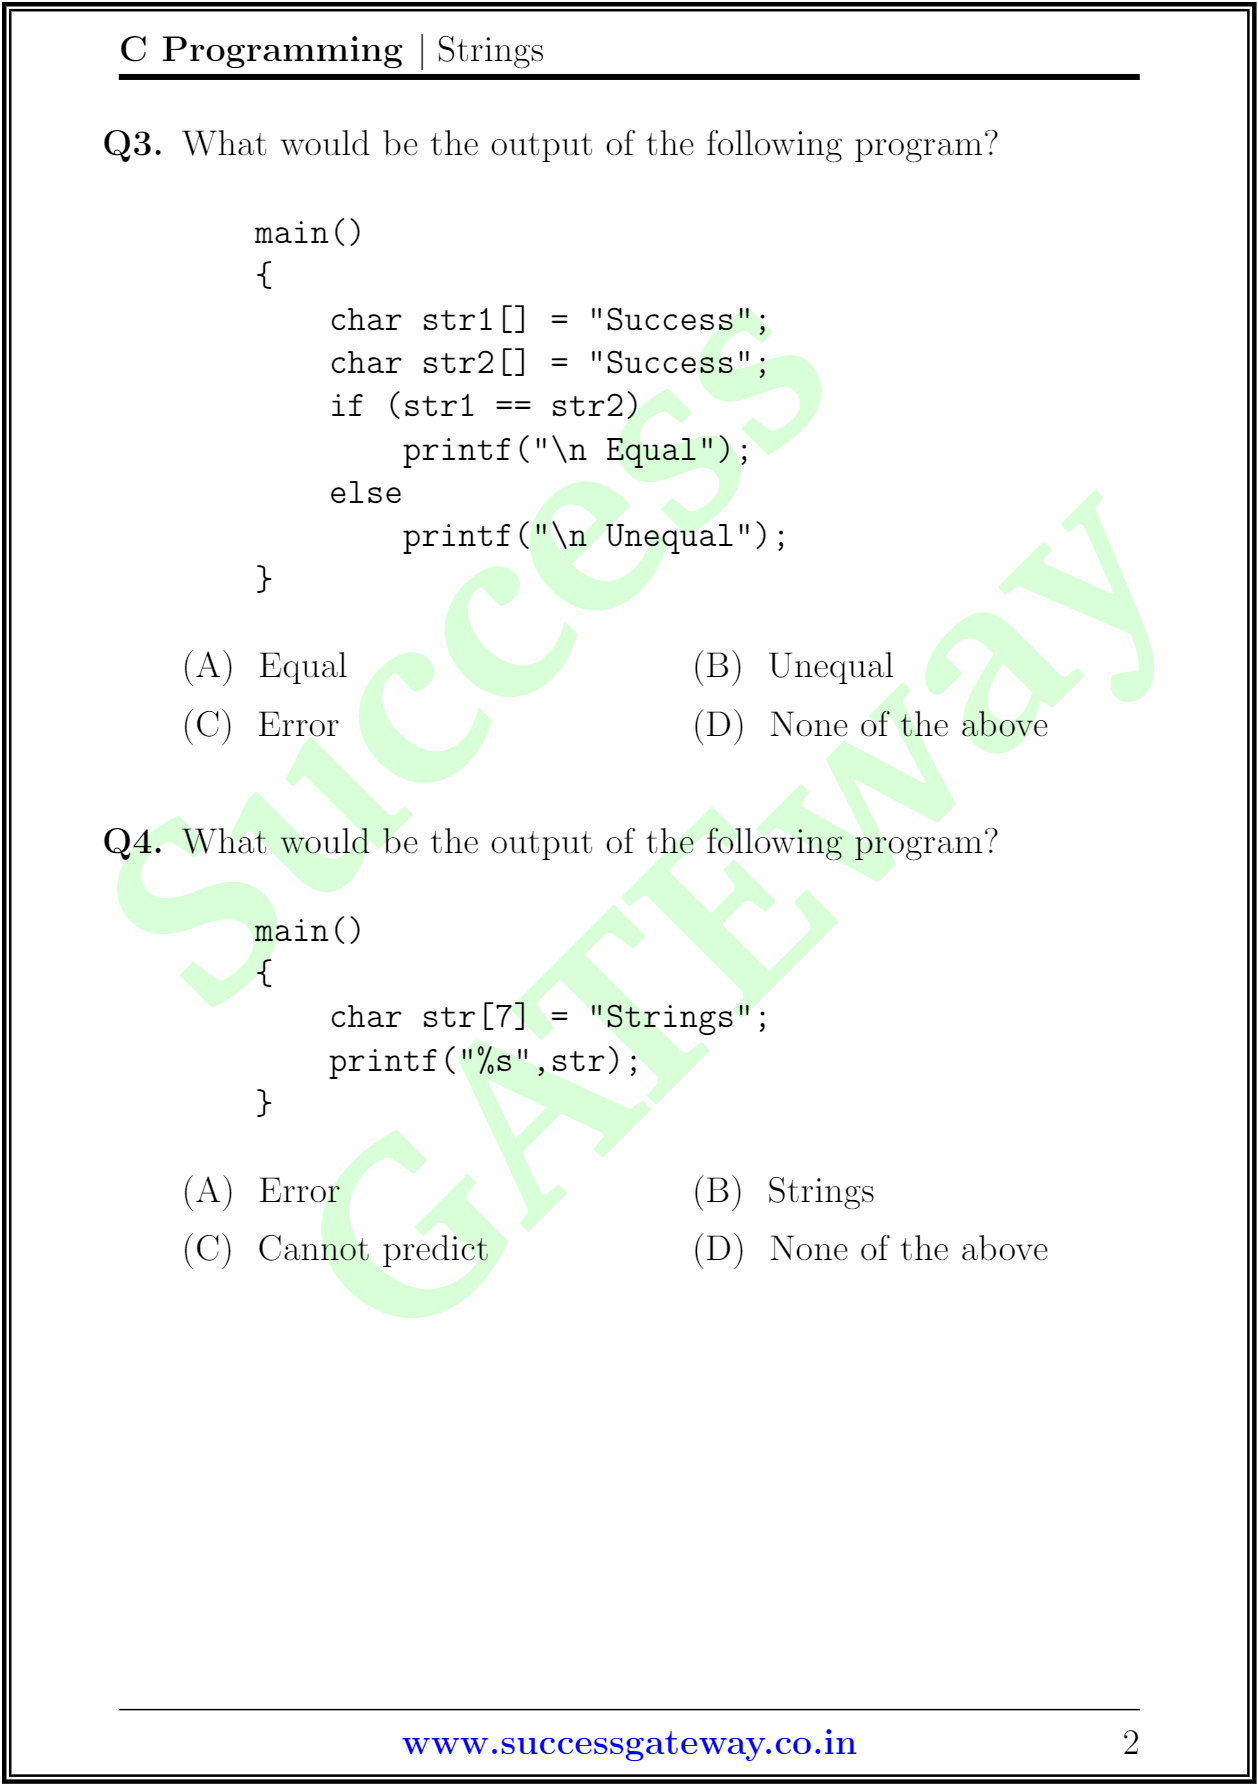 C Programming | Strings
Q3. What would be the output of the following program?
main()
{
    char str1[] = "Success";
    char str2[] = "Success";
    if (str1 == str2)
        printf("\n Equal");
    else
        printf("\n Unequal");
}
(A) Equal (B) Unequal
(C) Error (D) None of the above
Q4. What would be the output of the following program?
main()
{
    char str[7] = "Strings";
    printf("%s",str);
}
(A) Error (B) Strings
(C) Cannot predict (D) None of the above
Success
GATEway
www.successgateway.co.in 2